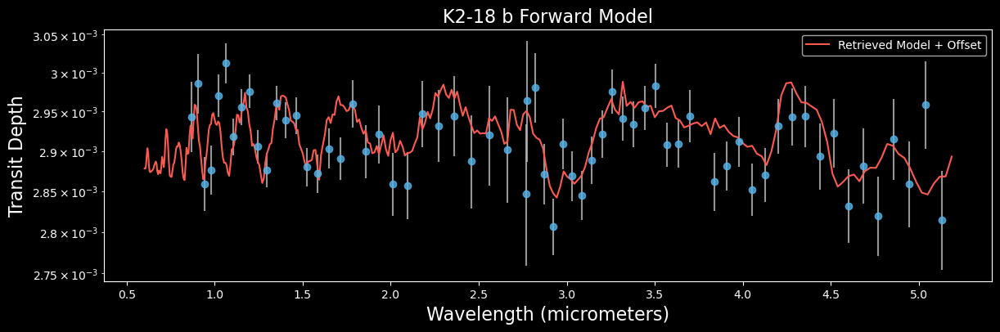 K2-18 b Forward Model
Retrieved Model + Offset
Transit Depth
3.05 × 10⁻³
3 × 10⁻³
2.95 × 10⁻³
2.9 × 10⁻³
2.85 × 10⁻³
2.8 × 10⁻³
2.75 × 10⁻³
0.5 1.0 1.5 2.0 2.5 3.0 3.5 4.0 4.5 5.0
Wavelength (micrometers)